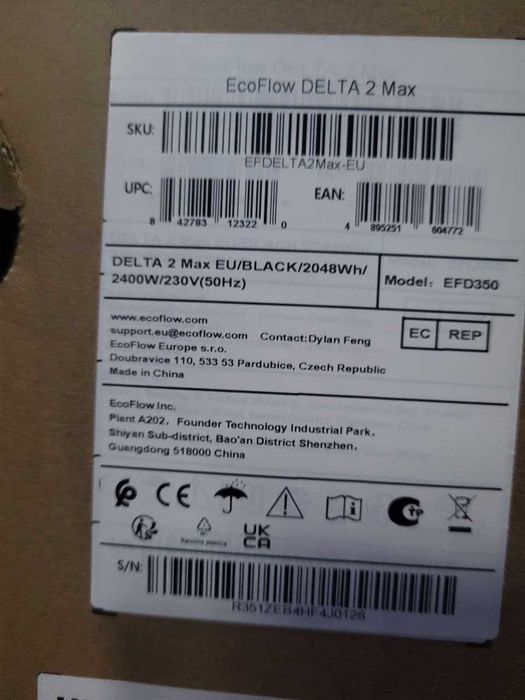 EcoFlow DELTA 2 Max
SKU:
EFDELTA2Max-EU
UPC:
8 42783 12322 0
EAN:
4 895251 604772
DELTA 2 Max EU/BLACK/2048Wh/
2400W/230V(50Hz)
Model: EFD350
www.ecoflow.com
support.eu@ecoflow.com Contact:Dylan Feng
EcoFlow Europe s.r.o.
Doubravice 110, 533 53 Pardubice, Czech Republic
Made in China
EC REP
EcoFlow Inc.
Plant A202, Founder Technology Industrial Park,
Shiyan Sub-district, Bao'an District Shenzhen,
Guangdong 518000 China
CE
UK
CA
Raccolta plastica
S/N:
R351ZEB4HF4J0126